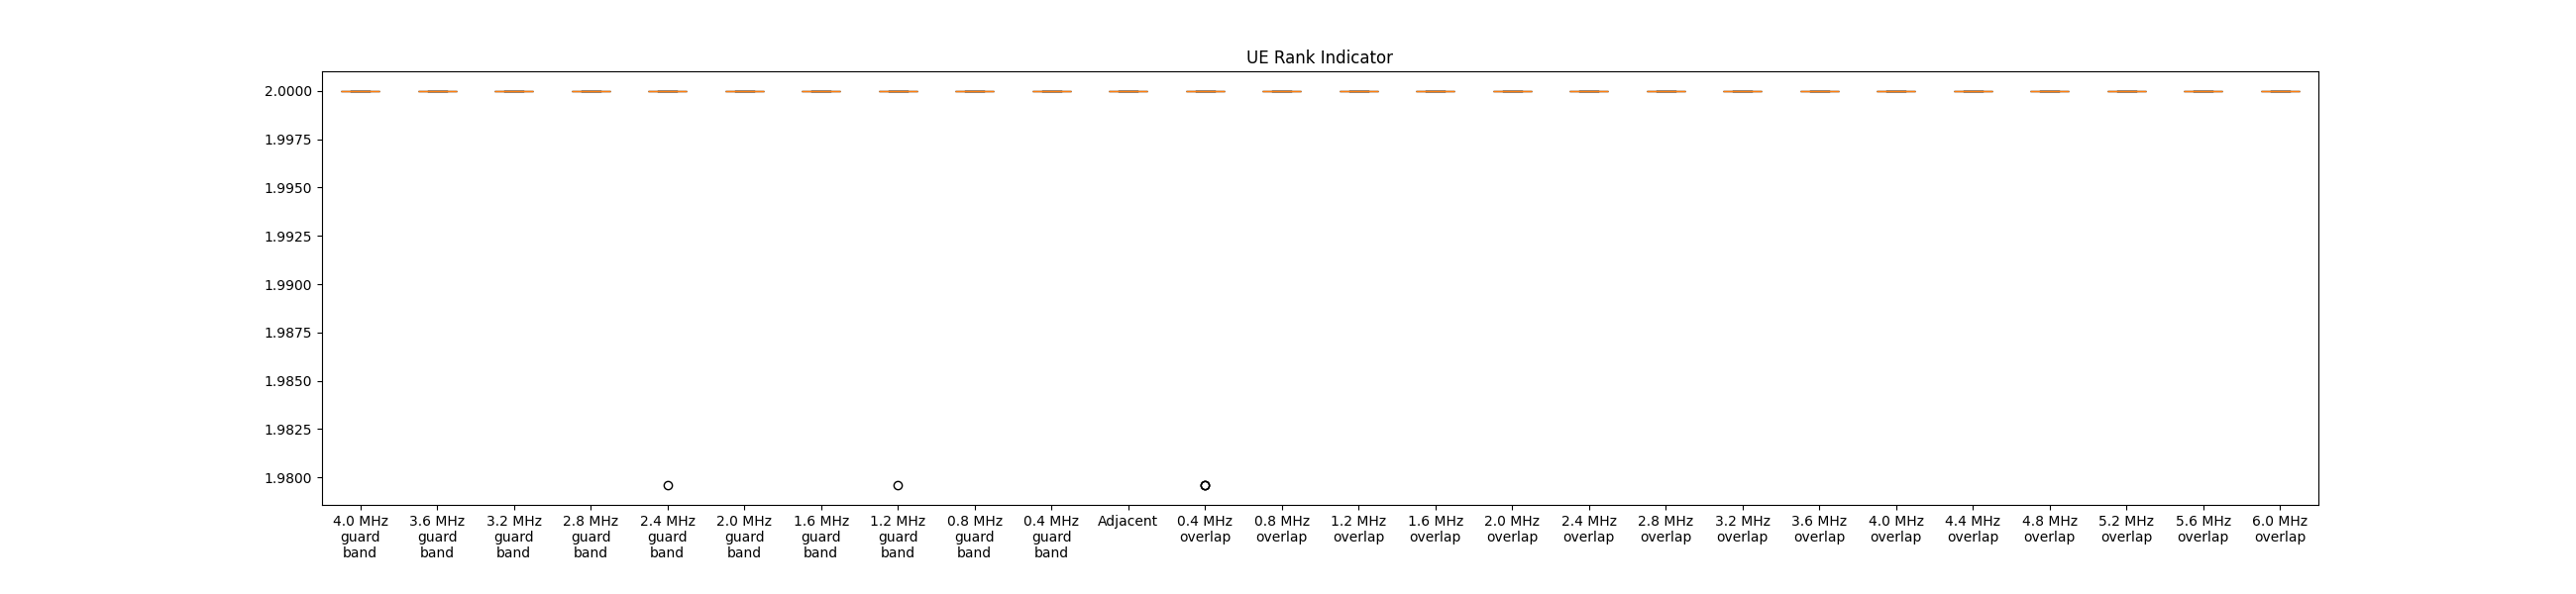 UE Rank Indicator
2.0000
1.9975
1.9950
1.9925
1.9900
1.9875
1.9850
1.9825
1.9800
4.0 MHz 3.6 MHz 3.2 MHz 2.8 MHz 2.4 MHz 2.0 MHz 1.6 MHz 1.2 MHz 0.8 MHz 0.4 MHz Adjacent 0.4 MHz 0.8 MHz 1.2 MHz 1.6 MHz 2.0 MHz 2.4 MHz 2.8 MHz 3.2 MHz 3.6 MHz 4.0 MHz 4.4 MHz 4.8 MHz 5.2 MHz 5.6 MHz 6.0 MHz
guard guard guard guard guard guard guard guard guard guard overlap overlap overlap overlap overlap overlap overlap overlap overlap overlap overlap overlap overlap overlap overlap
band band band band band band band band band band